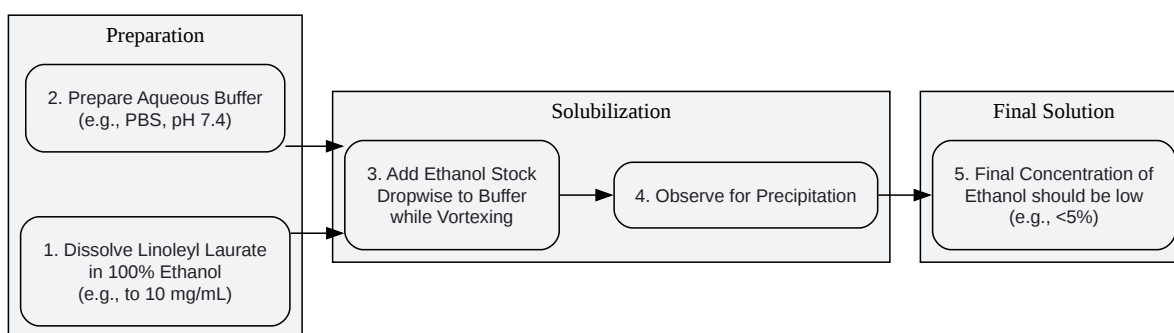 Preparation
2. Prepare Aqueous Buffer
(e.g., PBS, pH 7.4)
1. Dissolve Linoleyl Laurate
in 100% Ethanol
(e.g., to 10 mg/mL)
Solubilization
3. Add Ethanol Stock
Dropwise to Buffer
while Vortexing
4. Observe for Precipitation
Final Solution
5. Final Concentration of
Ethanol should be low
(e.g., <5%)